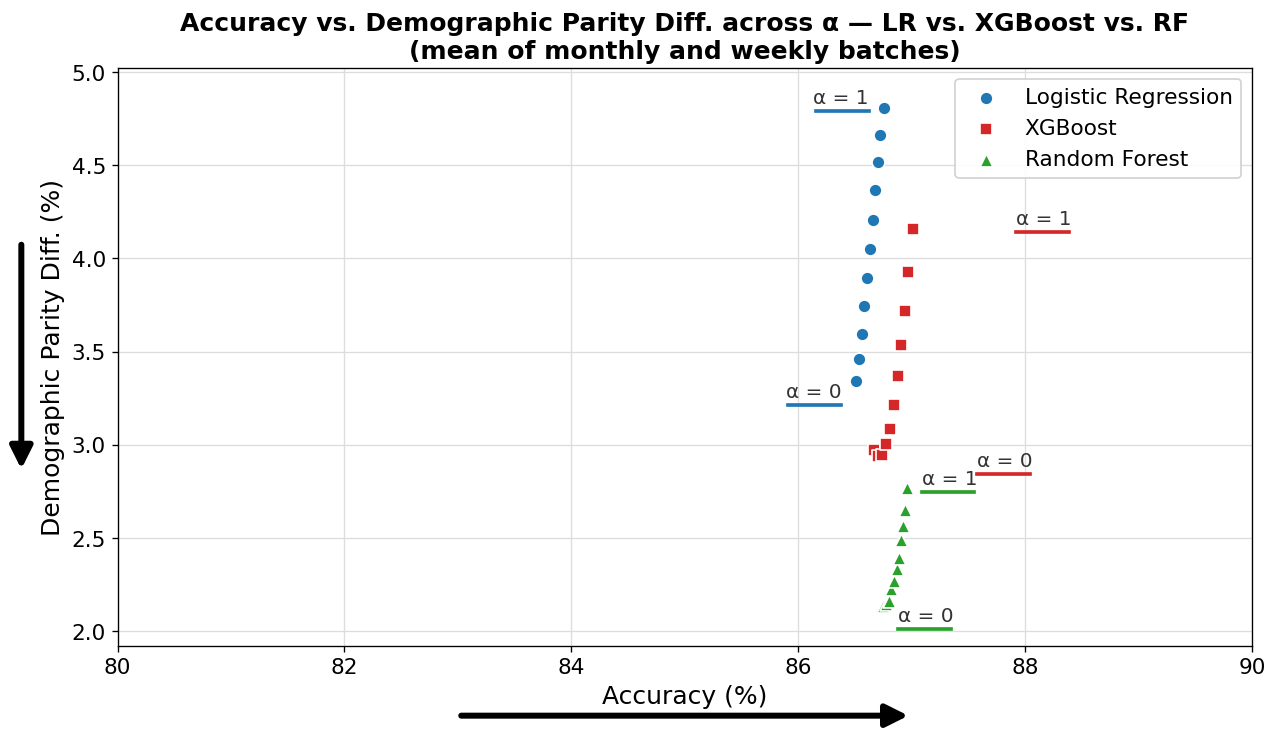 Accuracy vs. Demographic Parity Diff. across α — LR vs. XGBoost vs. RF
(mean of monthly and weekly batches)
Demographic Parity Diff. (%)
5.0
4.5
4.0
3.5
3.0
2.5
2.0
α = 1
α = 0
α = 1
α = 0
α = 1
α = 0
Logistic Regression
XGBoost
Random Forest
80
82
84
86
88
90
Accuracy (%)